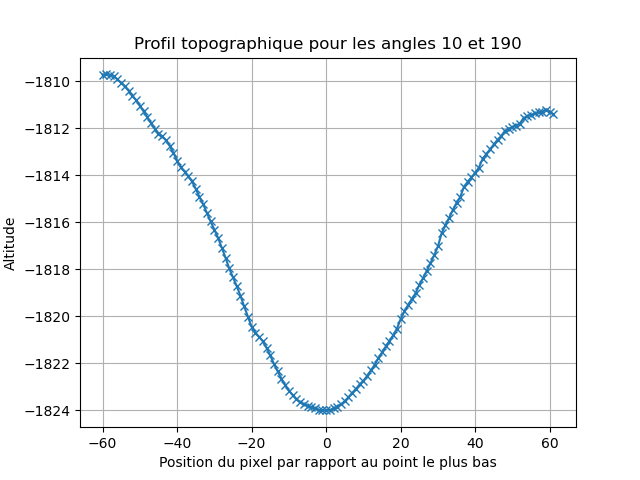 Profil topographique pour les angles 10 et 190
Altitude
−1810
−1812
−1814
−1816
−1818
−1820
−1822
−1824
−60 −40 −20 0 20 40 60
Position du pixel par rapport au point le plus bas